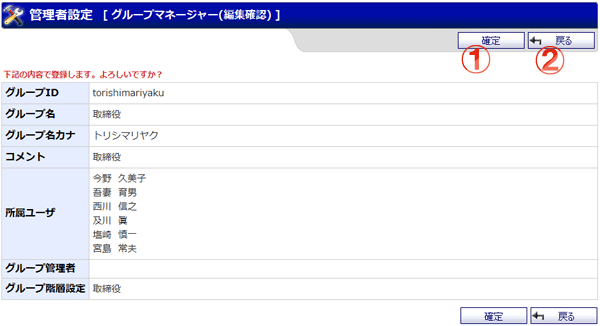 管理者設定 [ グループマネージャー(編集確認) ]
確定 戻る
① ②
下記の内容で登録します。よろしいですか？
グループID torishimariyaku
グループ名 取締役
グループ名カナ トリシマリヤク
コメント 取締役
所属ユーザ
今野 久美子
吾妻 育男
西川 信之
及川 眞
塩崎 慎一
宮島 常夫
グループ管理者
グループ階層設定 取締役
確定 戻る